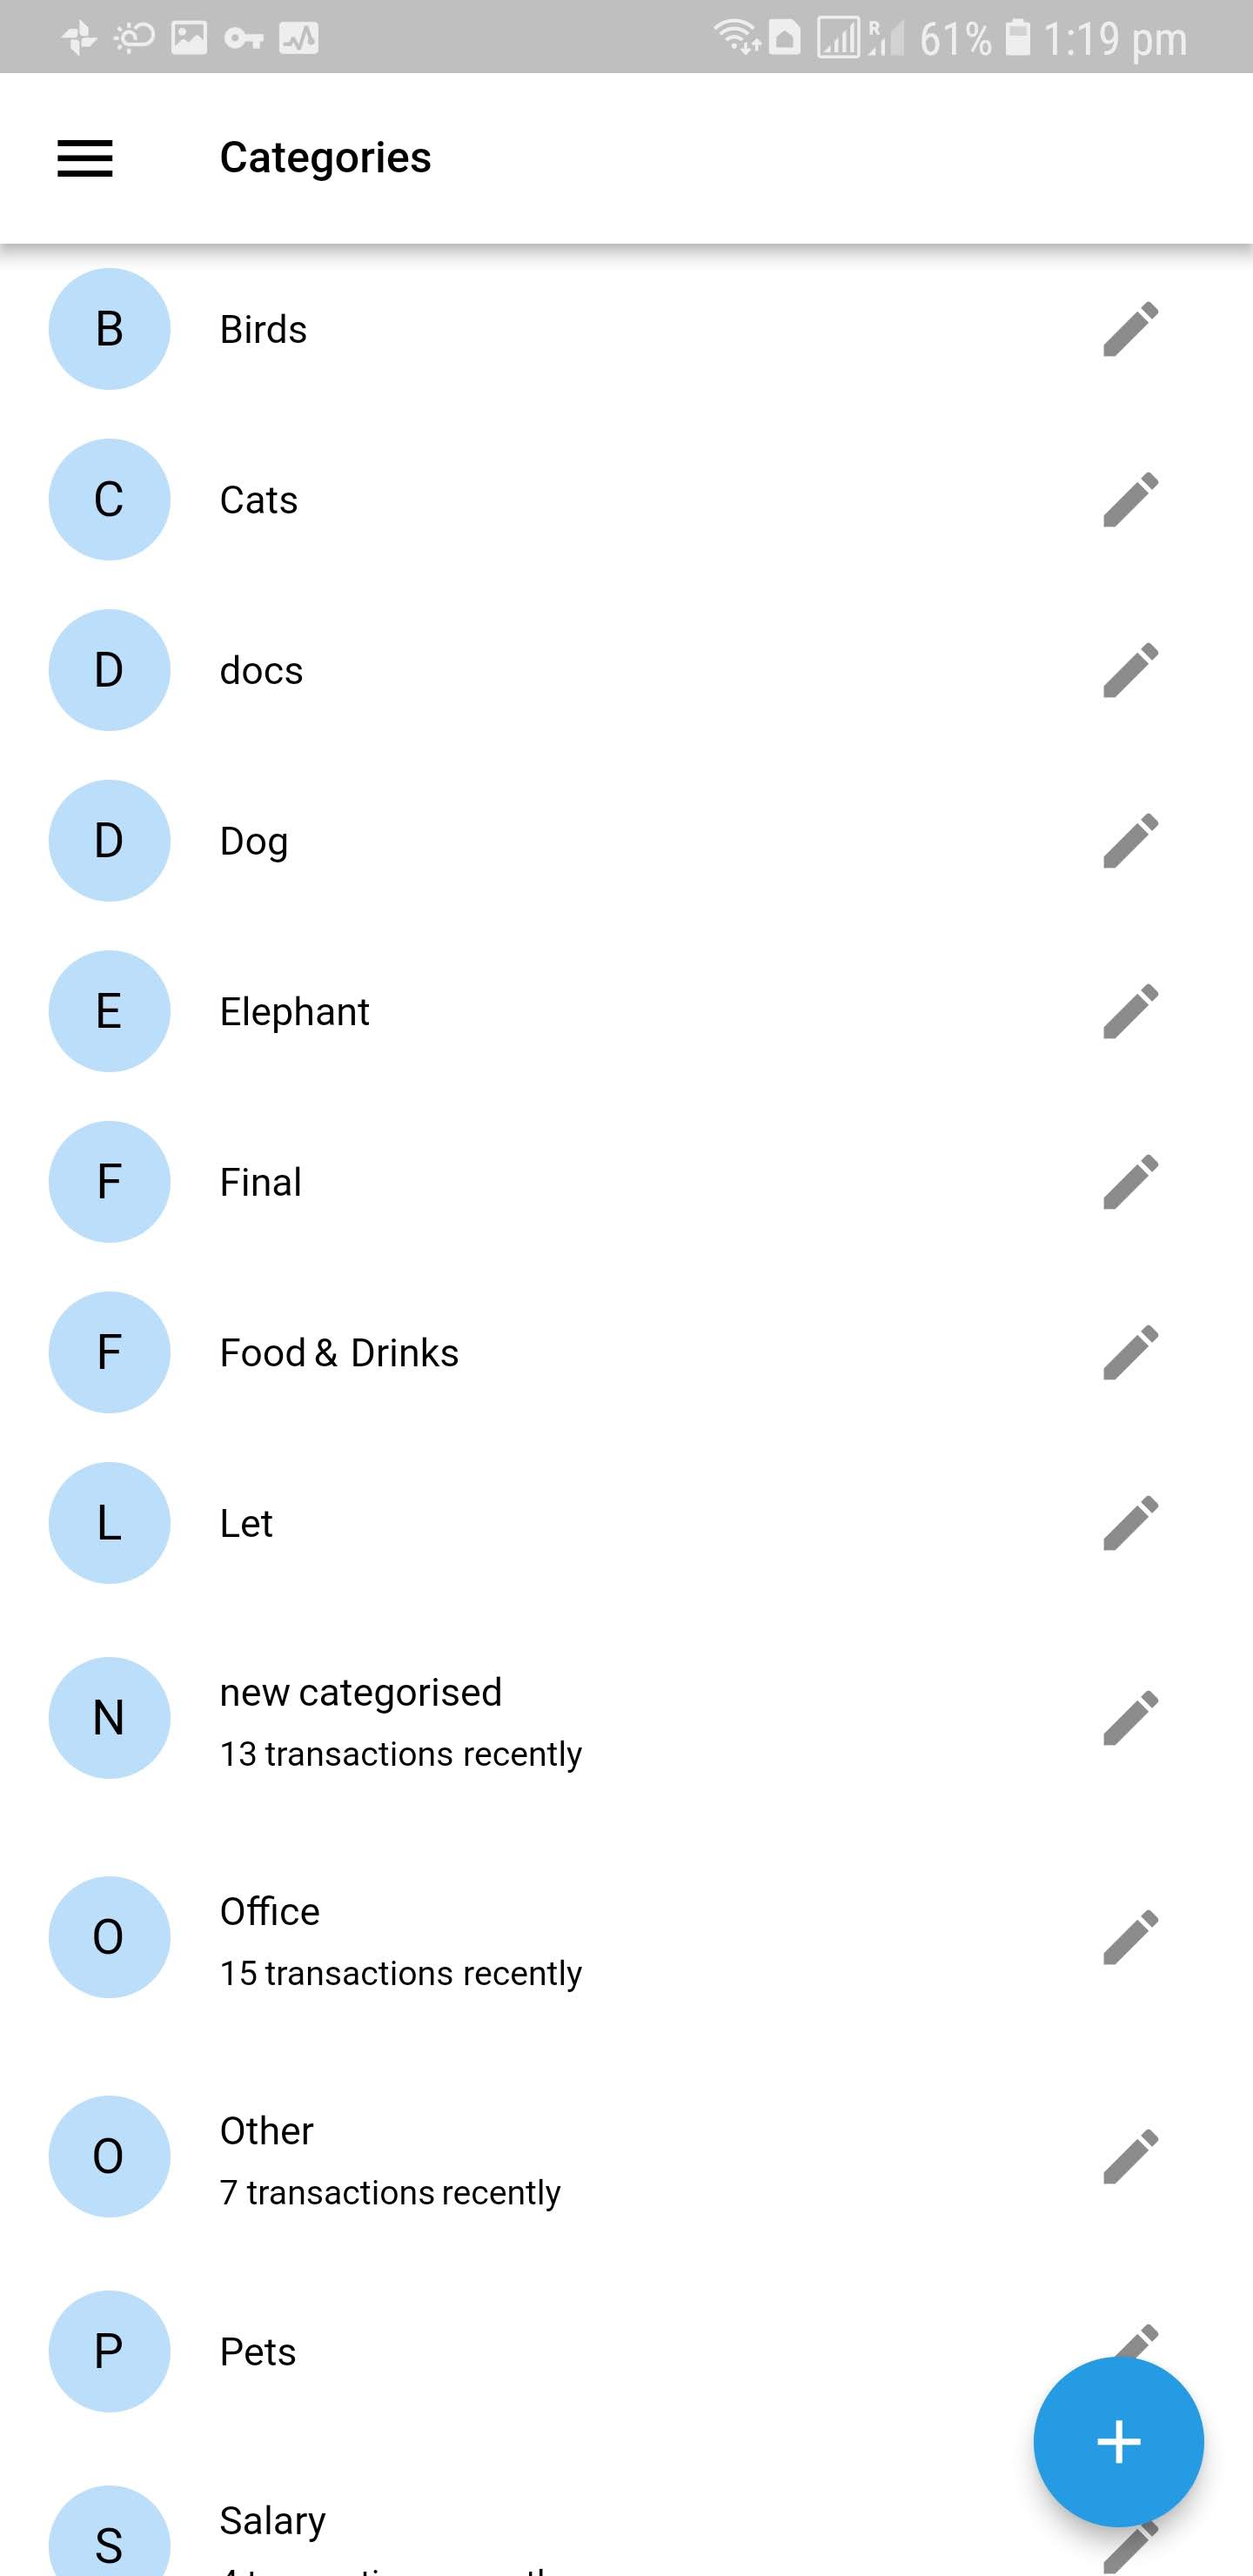 R 61% 1:19 pm
Categories
B Birds
C Cats
D docs
D Dog
E Elephant
F Final
F Food & Drinks
L Let
N new categorised
13 transactions recently
O Office
15 transactions recently
O Other
7 transactions recently
P Pets
S Salary